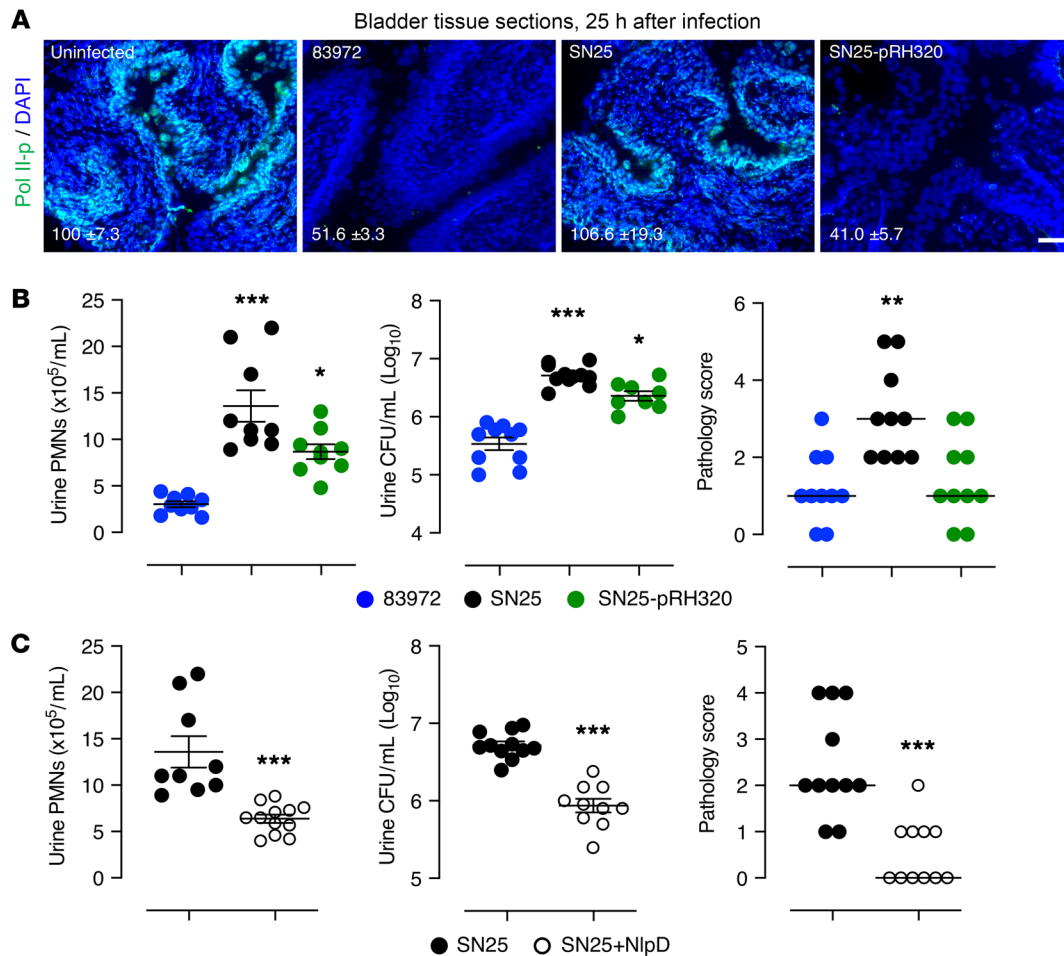 A
Bladder tissue sections, 25 h after infection
Pol II-p / DAPI
Uninfected
100 ±7.3
83972
51.6 ±3.3
SN25
106.6 ±19.3
SN25-pRH320
41.0 ±5.7
B
Urine PMNs (x10⁵/mL)
25
20
15
10
5
0
***
*
Urine CFU/mL (Log₁₀)
8
7
6
5
4
***
*
Pathology score
6
4
2
0
**
83972 SN25 SN25-pRH320
C
Urine PMNs (x10⁵/mL)
25
20
15
10
5
0
***
Urine CFU/mL (Log₁₀)
8
7
6
5
***
Pathology score
5
4
3
2
1
0
***
SN25 SN25+NlpD